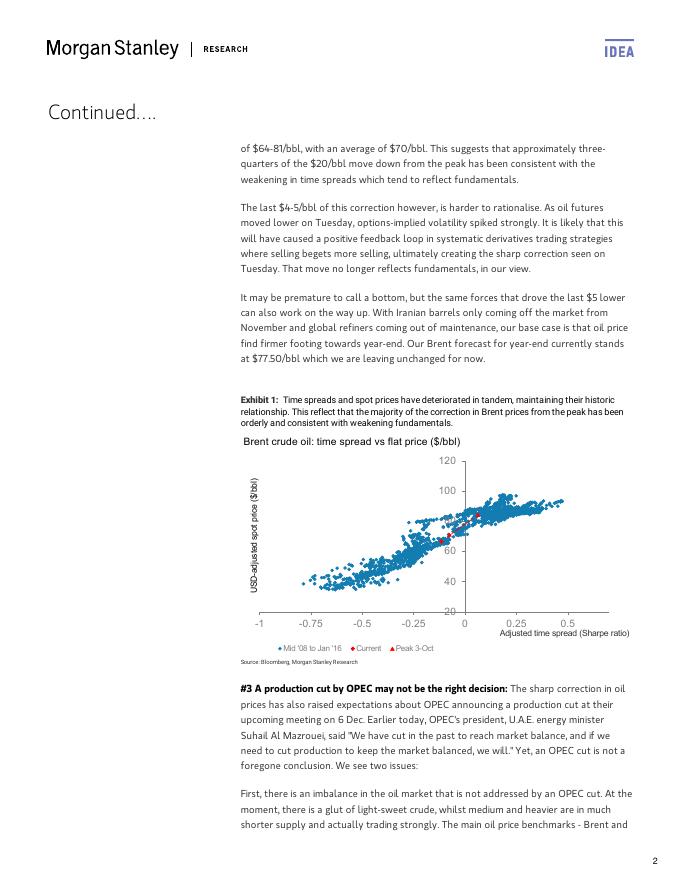 Morgan Stanley | RESEARCH
IDEA
Continued....
of $64-81/bbl, with an average of $70/bbl. This suggests that approximately three-
quarters of the $20/bbl move down from the peak has been consistent with the
weakening in time spreads which tend to reflect fundamentals.
The last $4-5/bbl of this correction however, is harder to rationalise. As oil futures
moved lower on Tuesday, options-implied volatility spiked strongly. It is likely that this
will have caused a positive feedback loop in systematic derivatives trading strategies
where selling begets more selling, ultimately creating the sharp correction seen on
Tuesday. That move no longer reflects fundamentals, in our view.
It may be premature to call a bottom, but the same forces that drove the last $5 lower
can also work on the way up. With Iranian barrels only coming off the market from
November and global refiners coming out of maintenance, our base case is that oil price
find firmer footing towards year-end. Our Brent forecast for year-end currently stands
at $77.50/bbl which we are leaving unchanged for now.
Exhibit 1: Time spreads and spot prices have deteriorated in tandem, maintaining their historic
relationship. This reflect that the majority of the correction in Brent prices from the peak has been
orderly and consistent with weakening fundamentals.
Brent crude oil: time spread vs flat price ($/bbl)
USD-adjusted spot price ($/bbl)
120
100
80
60
40
20
-1 -0.75 -0.5 -0.25 0 0.25 0.5
Adjusted time spread (Sharpe ratio)
Mid '08 to Jan '16 Current Peak 3-Oct
Source: Bloomberg, Morgan Stanley Research
#3 A production cut by OPEC may not be the right decision: The sharp correction in oil
prices has also raised expectations about OPEC announcing a production cut at their
upcoming meeting on 6 Dec. Earlier today, OPEC's president, U.A.E. energy minister
Suhail Al Mazrouei, said "We have cut in the past to reach market balance, and if we
need to cut production to keep the market balanced, we will." Yet, an OPEC cut is not a
foregone conclusion. We see two issues:
First, there is an imbalance in the oil market that is not addressed by an OPEC cut. At the
moment, there is a glut of light-sweet crude, whilst medium and heavier are in much
shorter supply and actually trading strongly. The main oil price benchmarks - Brent and
2